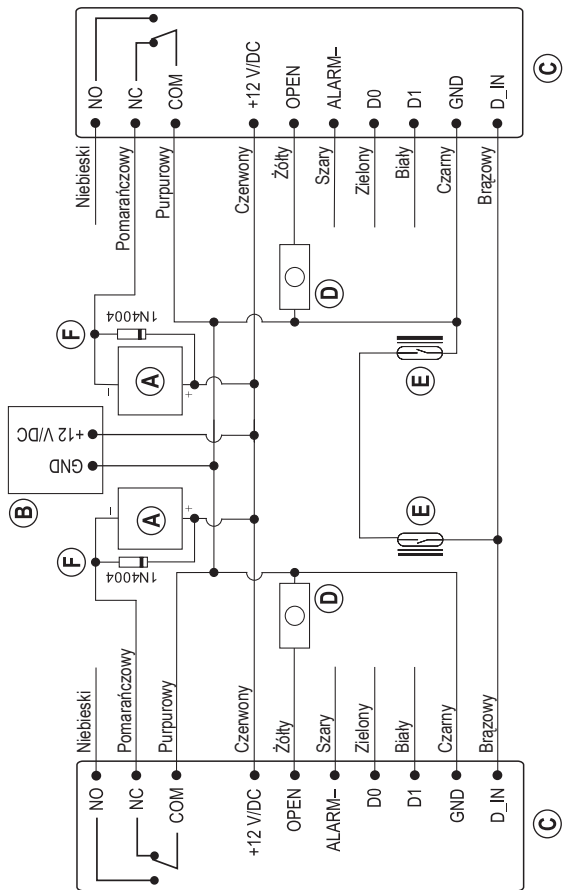 NO
NC
COM
+12 V/DC
OPEN
ALARM–
D0
D1
GND
D_IN
C
Niebieski
Pomarańczowy
Purpurowy
Czerwony
Żółty
Szary
Zielony
Biały
Czarny
Brązowy
F
1N4004
A
–
+
D
E
B
+12 V/DC
GND
F
1N4004
A
–
+
D
E
Niebieski
Pomarańczowy
Purpurowy
Czerwony
Żółty
Szary
Zielony
Biały
Czarny
Brązowy
NO
NC
COM
+12 V/DC
OPEN
ALARM–
D0
D1
GND
D_IN
C